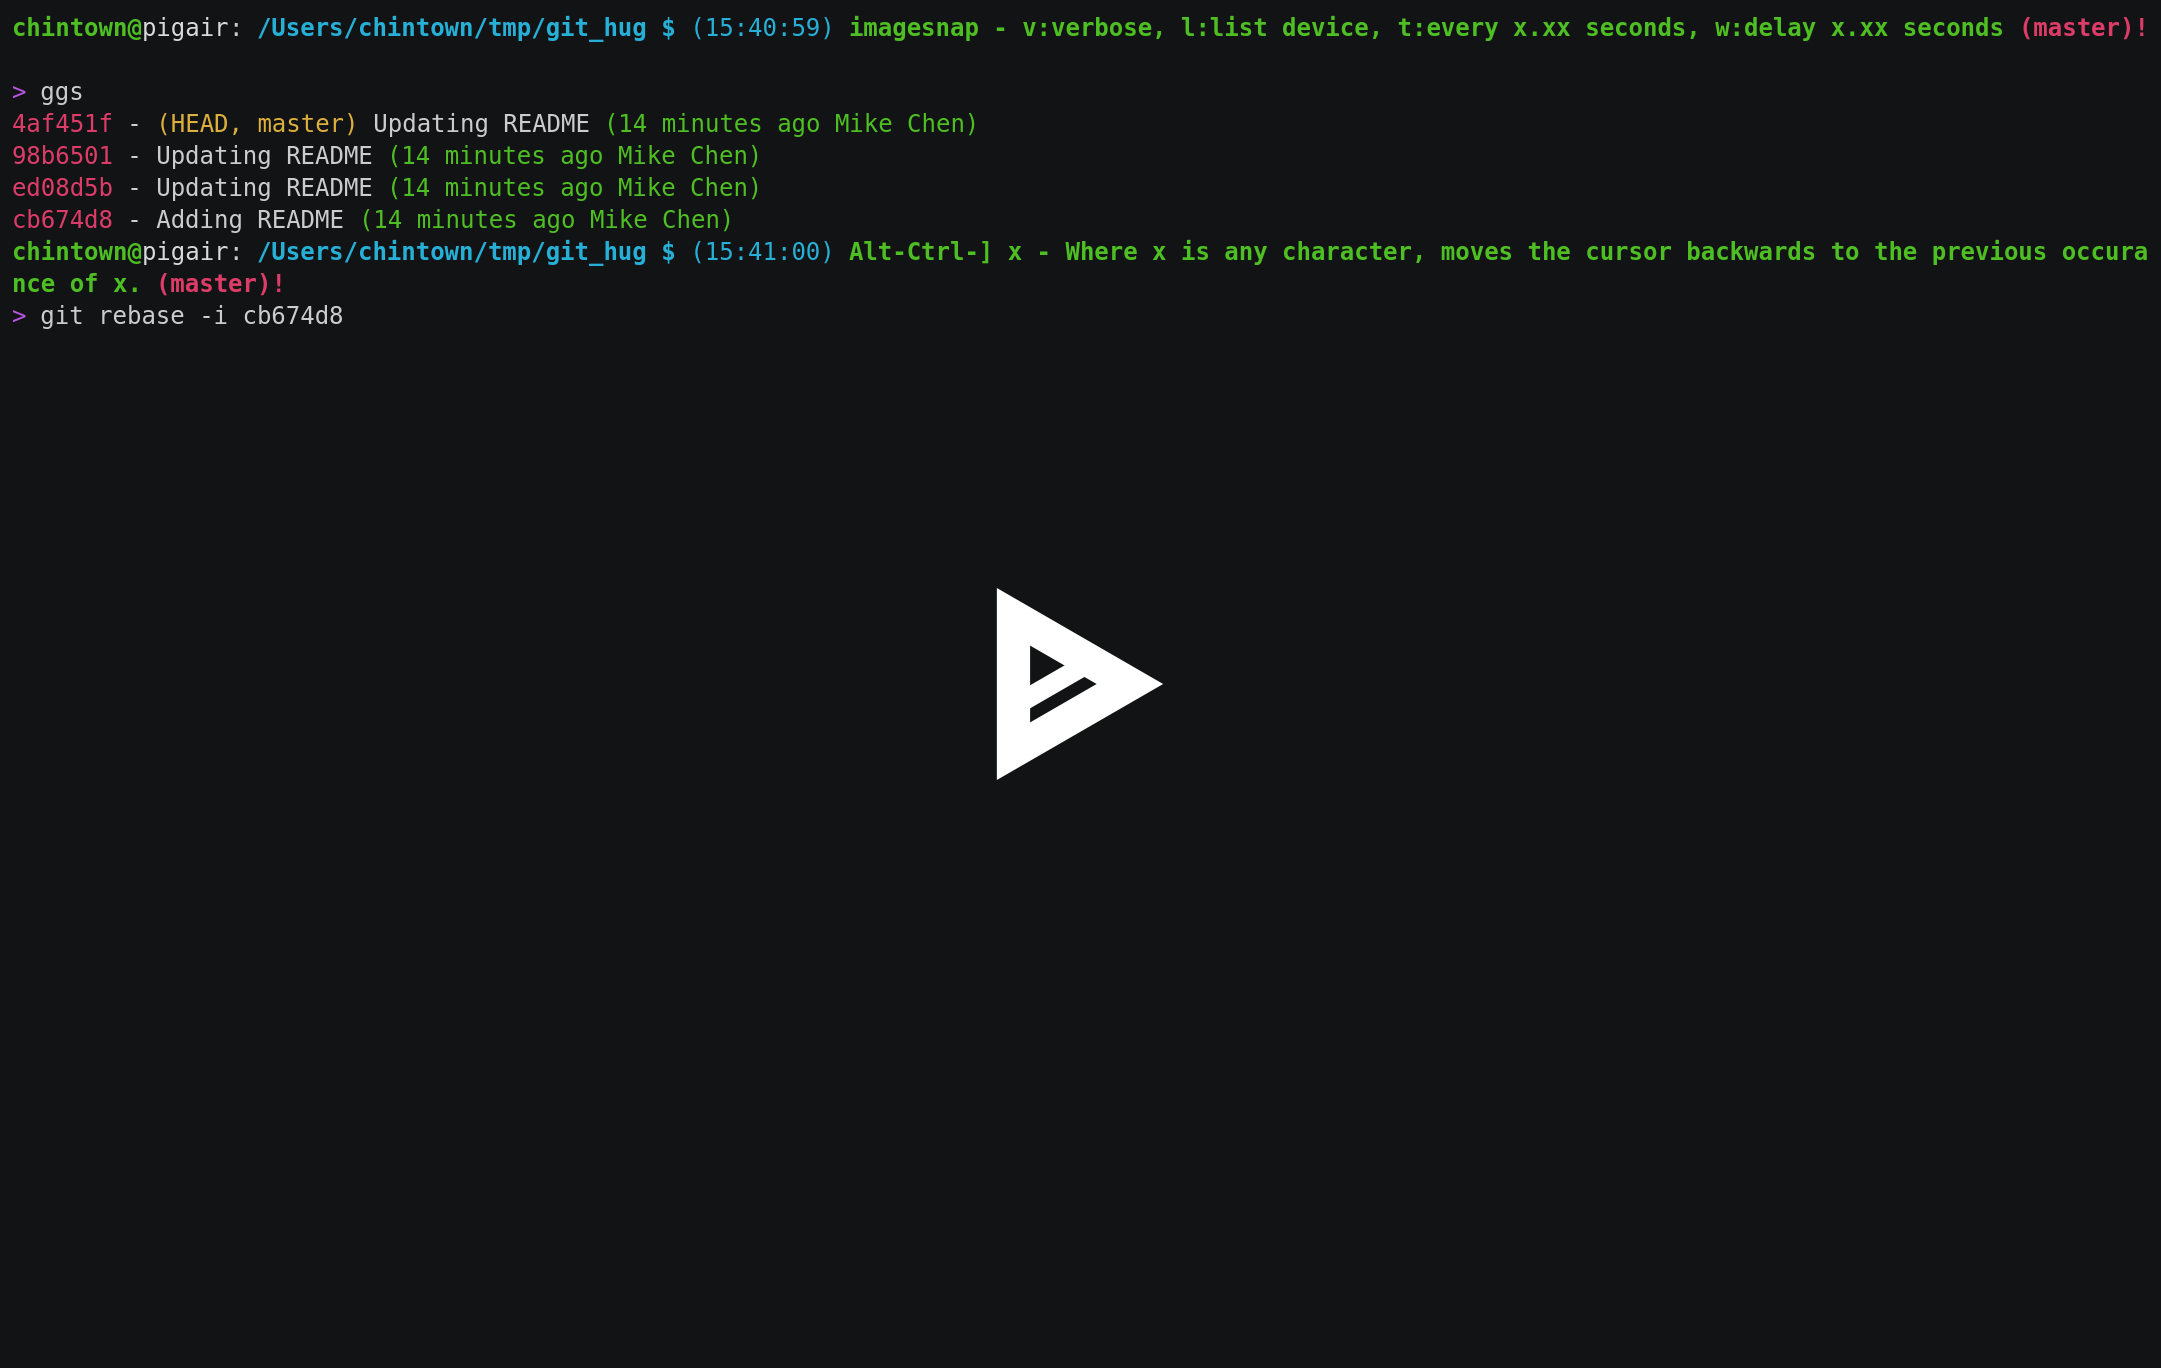 chintown@pigair: /Users/chintown/tmp/git_hug $ (15:40:59) imagesnap - v:verbose, l:list device, t:every x.xx seconds, w:delay x.xx seconds (master)!
> ggs
4af451f - (HEAD, master) Updating README (14 minutes ago Mike Chen)
98b6501 - Updating README (14 minutes ago Mike Chen)
ed08d5b - Updating README (14 minutes ago Mike Chen)
cb674d8 - Adding README (14 minutes ago Mike Chen)
chintown@pigair: /Users/chintown/tmp/git_hug $ (15:41:00) Alt-Ctrl-] x - Where x is any character, moves the cursor backwards to the previous occura
nce of x. (master)!
> git rebase -i cb674d8